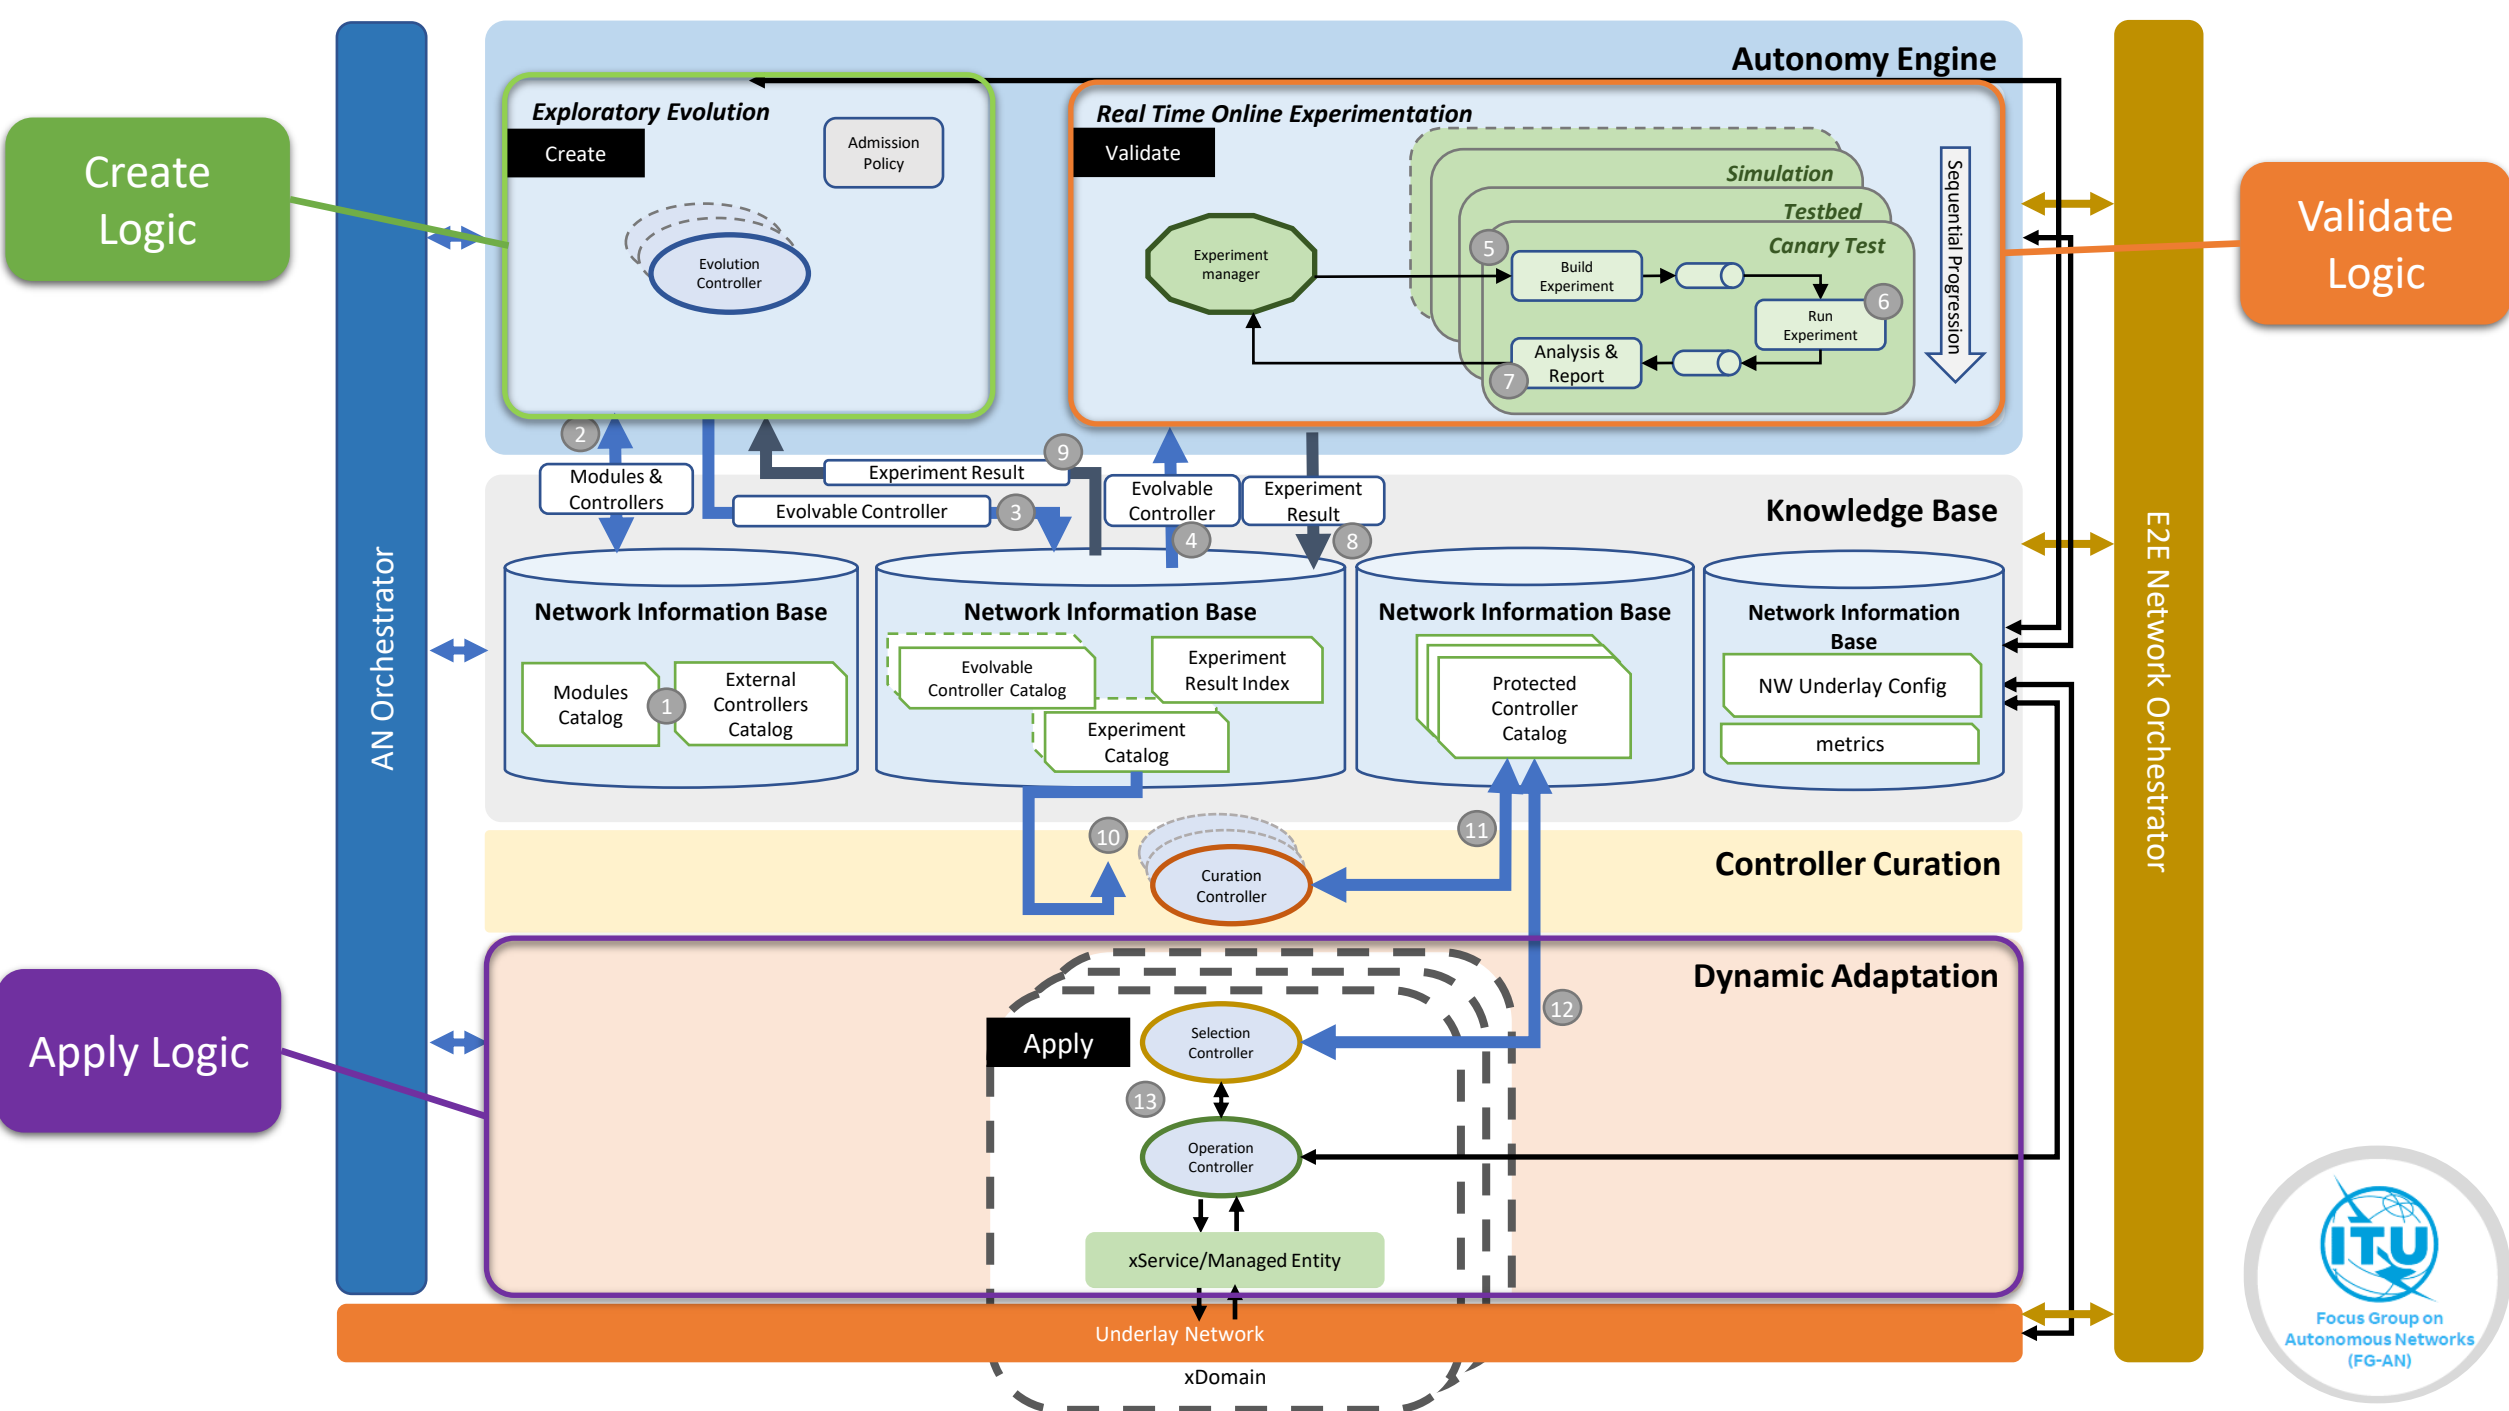 Autonomy Engine
Exploratory Evolution
Create
Admission
Policy
Evolution
Controller
Real Time Online Experimentation
Validate
Simulation
Testbed
Canary Test
Experiment
manager
5
Build
Experiment
6
Run
Experiment
Analysis &
Report
7
Sequential Progression
Create
Logic
Validate
Logic
AN Orchestrator
E2E Network Orchestrator
2
Modules &
Controllers
9
Experiment Result
Evolvable Controller
3
Evolvable
Controller
4
Experiment
Result
8
Knowledge Base
Network Information Base
Modules
Catalog
1
External
Controllers
Catalog
Network Information Base
Evolvable
Controller Catalog
Experiment
Result Index
Experiment
Catalog
Network Information Base
Protected
Controller
Catalog
Network Information
Base
NW Underlay Config
metrics
10
11
Curation
Controller
Controller Curation
Dynamic Adaptation
12
Apply Logic
Apply
Selection
Controller
13
Operation
Controller
xService/Managed Entity
Underlay Network
xDomain
ITU
Focus Group on
Autonomous Networks
(FG-AN)